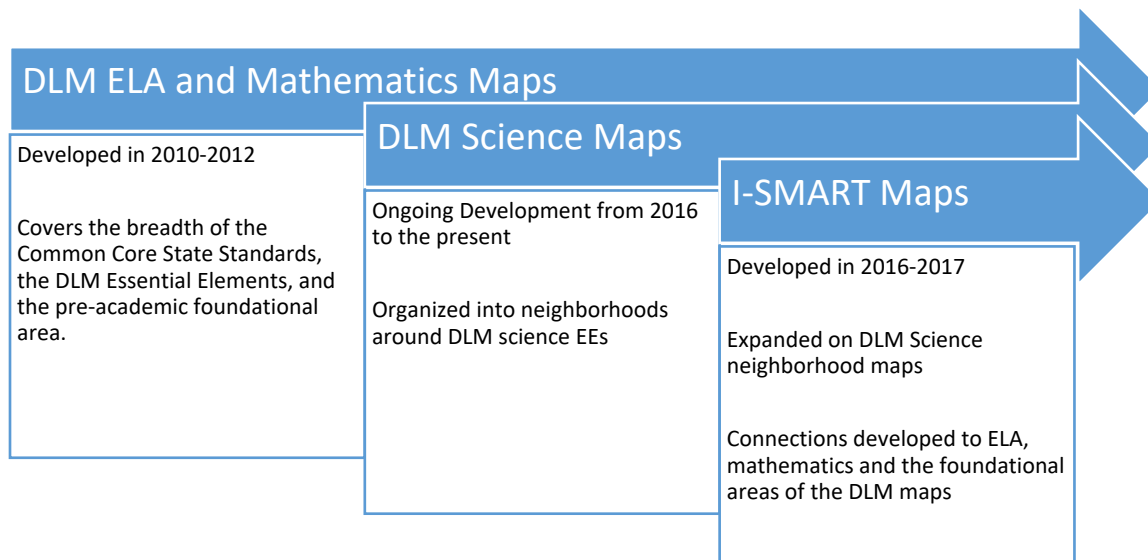 DLM ELA and Mathematics Maps
Developed in 2010-2012
Covers the breadth of the
Common Core State Standards,
the DLM Essential Elements, and
the pre-academic foundational
area.
DLM Science Maps
Ongoing Development from 2016
to the present
Organized into neighborhoods
around DLM science EEs
I-SMART Maps
Developed in 2016-2017
Expanded on DLM Science
neighborhood maps
Connections developed to ELA,
mathematics and the foundational
areas of the DLM maps